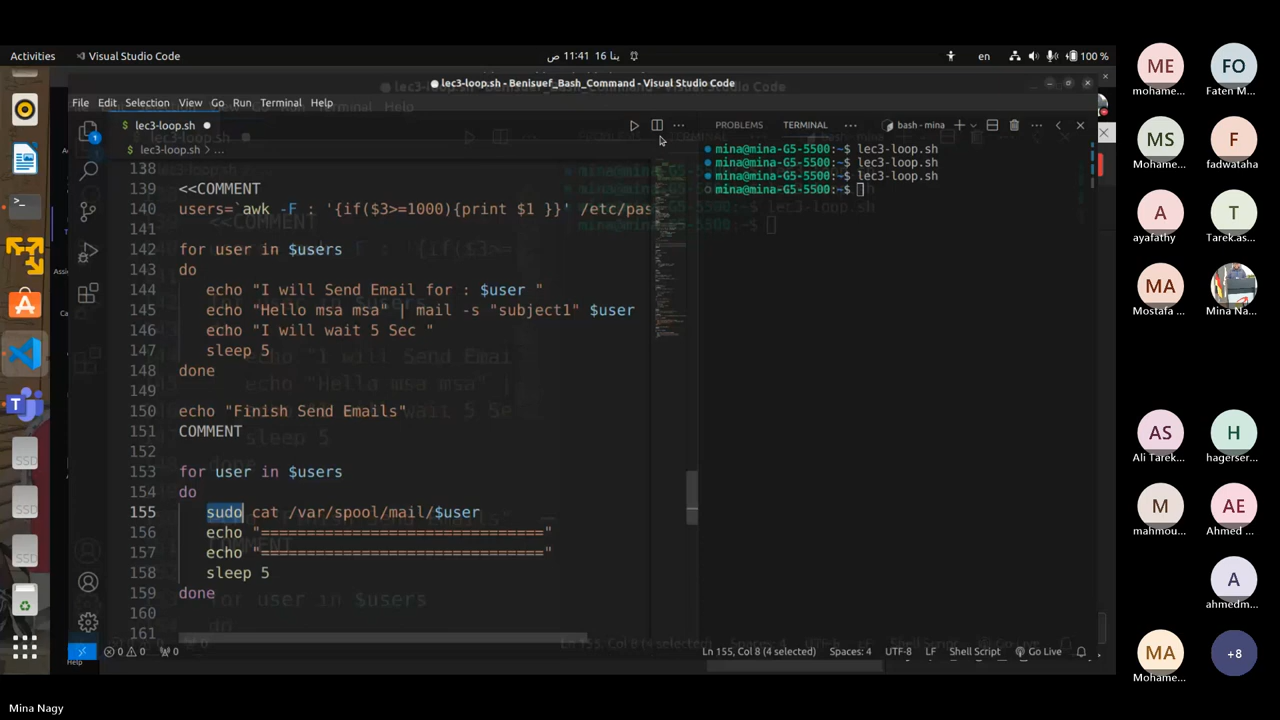 Activities
Visual Studio Code
11:41 ص
16 ينا
en
100 %
lec3-loop.sh - Benisuef_Bash_Command - Visual Studio Code
File Edit Selection View Go Run Terminal Help
lec3-loop.sh
PROBLEMS TERMINAL
bash - mina
lec3-loop.sh > ...
138
139 <<COMMENT
140 users=`awk -F : '{if($3>=1000){print $1 }}' /etc/pas
141
142 for user in $users
143 do
144 echo "I will Send Email for : $user "
145 echo "Hello msa msa" | mail -s "subject1" $user
146 echo "I will wait 5 Sec "
147 sleep 5
148 done
149
150 echo "Finish Send Emails"
151 COMMENT
152
153 for user in $users
154 do
155 sudo cat /var/spool/mail/$user
156 echo "============================"
157 echo "============================"
158 sleep 5
159 done
160
161
mina@mina-G5-5500:~$ lec3-loop.sh
mina@mina-G5-5500:~$ lec3-loop.sh
mina@mina-G5-5500:~$ lec3-loop.sh
mina@mina-G5-5500:~$
0 0 0
Ln 155, Col 8 (4 selected)
Spaces: 4
UTF-8
LF
Shell Script
Go Live
Help
SSD
SSD
SSD
ME
mohame...
FO
Faten M...
MS
Mohame...
F
fadwataha
A
ayafathy
T
Tarek.as...
MA
Mostafa ...
Mina Na...
AS
Ali Tarek...
H
hagerser...
M
mahmou...
AE
Ahmed ...
A
ahmedm...
MA
Mohame...
+8
Mina Nagy